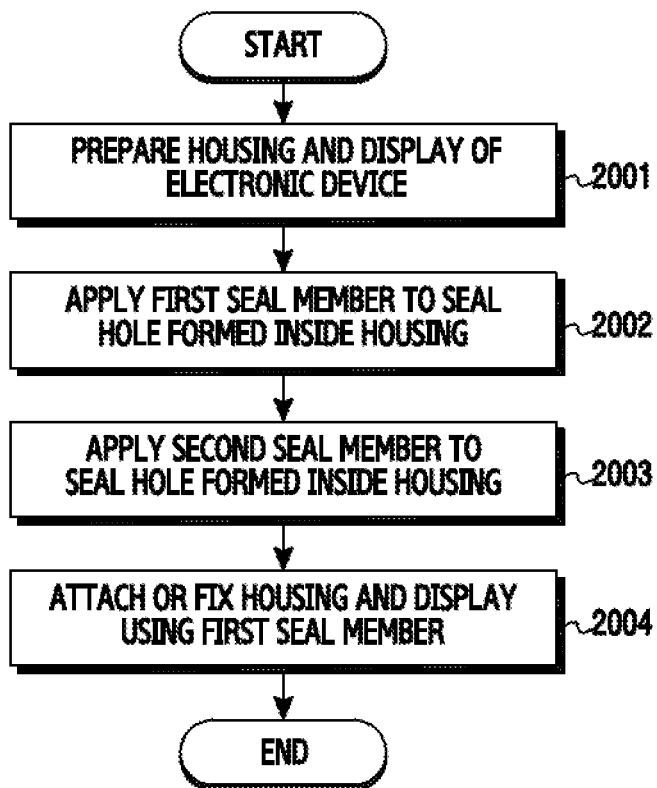 START
PREPARE HOUSING AND DISPLAY OF
ELECTRONIC DEVICE
2001
APPLY FIRST SEAL MEMBER TO SEAL
HOLE FORMED INSIDE HOUSING
2002
APPLY SECOND SEAL MEMBER TO
SEAL HOLE FORMED INSIDE HOUSING
2003
ATTACH OR FIX HOUSING AND DISPLAY
USING FIRST SEAL MEMBER
2004
END